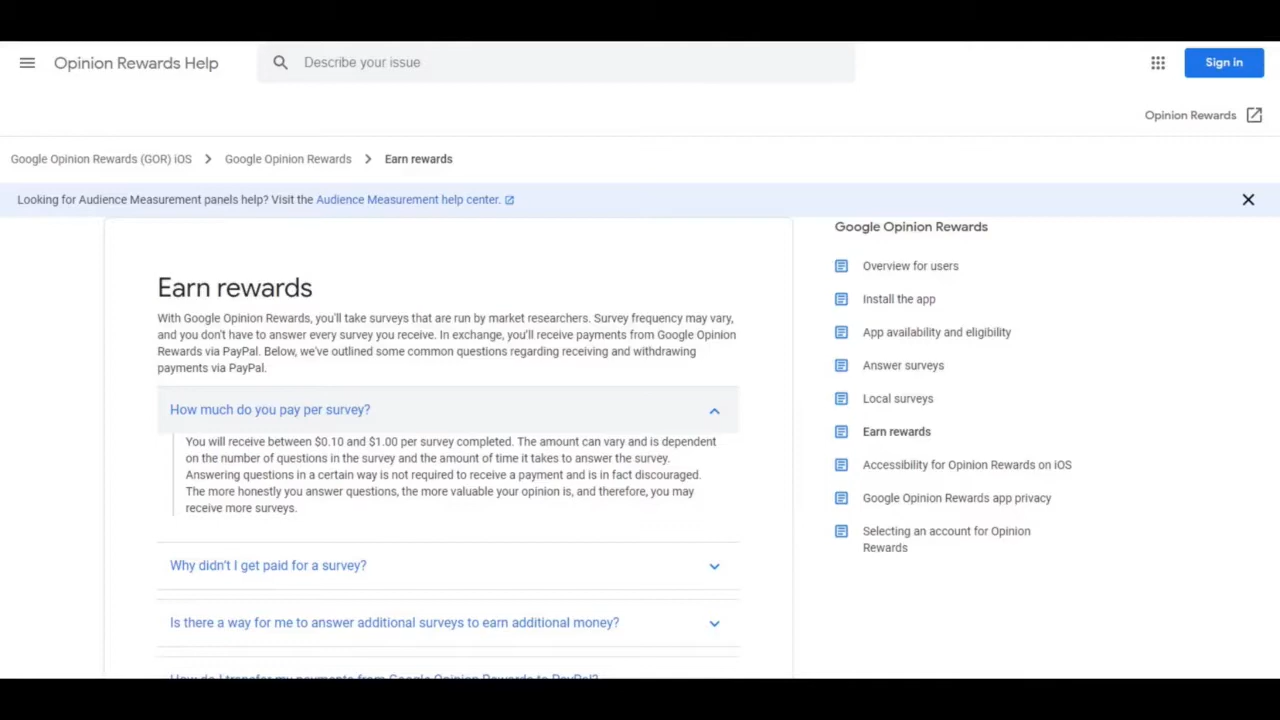 Opinion Rewards Help
Describe your issue
Sign in
Opinion Rewards
Google Opinion Rewards (GOR) iOS
Google Opinion Rewards
Earn rewards
Looking for Audience Measurement panels help? Visit the Audience Measurement help center.
Earn rewards
With Google Opinion Rewards, you'll take surveys that are run by market researchers. Survey frequency may vary,
and you don't have to answer every survey you receive. In exchange, you'll receive payments from Google Opinion
Rewards via PayPal. Below, we've outlined some common questions regarding receiving and withdrawing
payments via PayPal.
How much do you pay per survey?
You will receive between $0.10 and $1.00 per survey completed. The amount can vary and is dependent
on the number of questions in the survey and the amount of time it takes to answer the survey.
Answering questions in a certain way is not required to receive a payment and is in fact discouraged.
The more honestly you answer questions, the more valuable your opinion is, and therefore, you may
receive more surveys.
Why didn't I get paid for a survey?
Is there a way for me to answer additional surveys to earn additional money?
How do I transfer my payments from Google Opinion Rewards to PayPal?
Google Opinion Rewards
Overview for users
Install the app
App availability and eligibility
Answer surveys
Local surveys
Earn rewards
Accessibility for Opinion Rewards on iOS
Google Opinion Rewards app privacy
Selecting an account for Opinion
Rewards